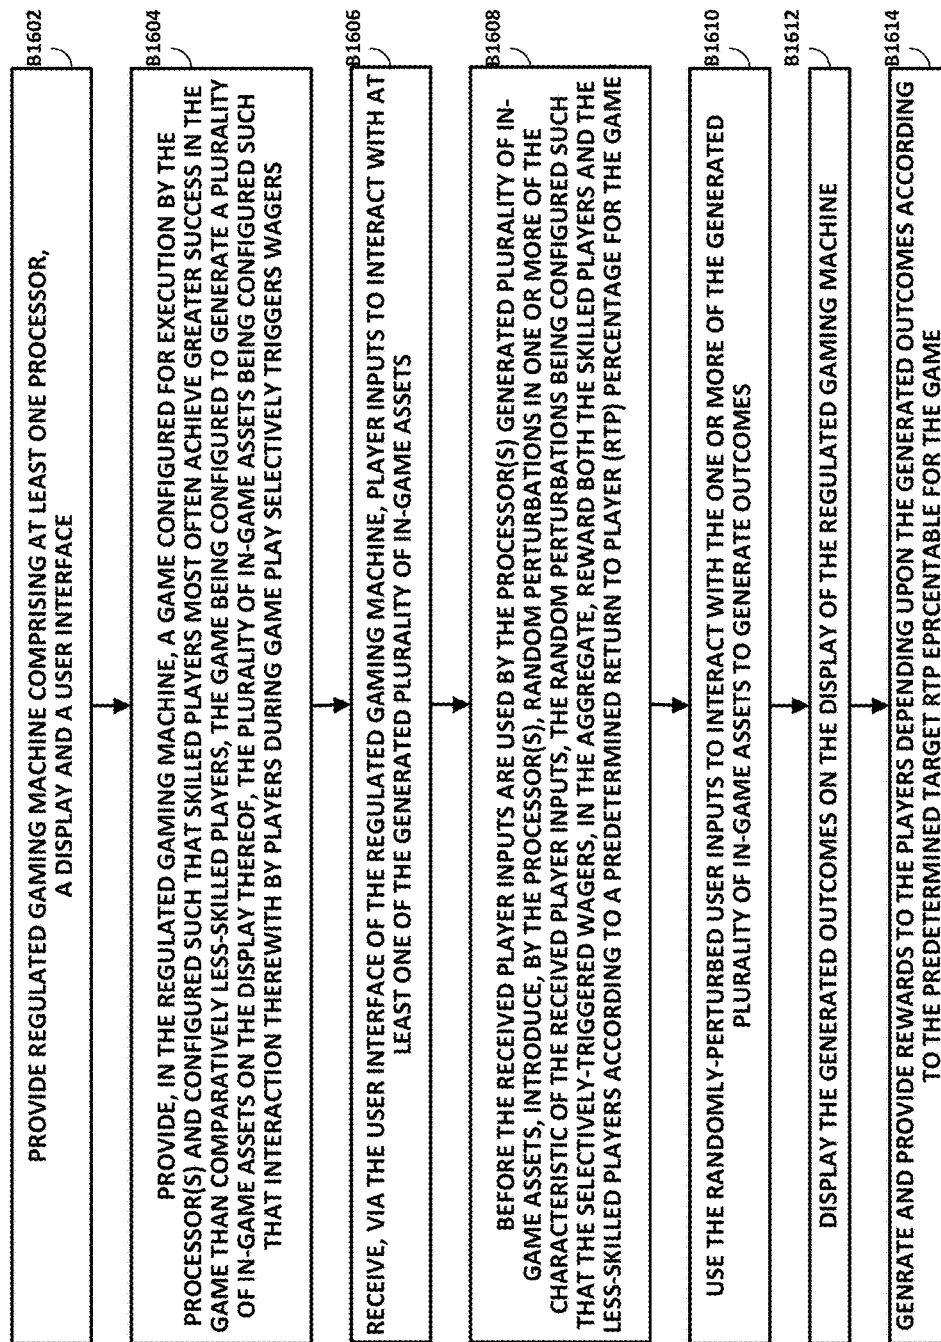 B1602
PROVIDE REGULATED GAMING MACHINE COMPRISING AT LEAST ONE PROCESSOR,
A DISPLAY AND A USER INTERFACE
B1604
PROVIDE, IN THE REGULATED GAMING MACHINE, A GAME CONFIGURED FOR EXECUTION BY THE
PROCESSOR(S) AND CONFIGURED SUCH THAT SKILLED PLAYERS MOST OFTEN ACHIEVE GREATER SUCCESS IN THE
GAME THAN COMPARATIVELY LESS-SKILLED PLAYERS, THE GAME BEING CONFIGURED TO GENERATE A PLURALITY
OF IN-GAME ASSETS ON THE DISPLAY THEREOF, THE PLURALITY OF IN-GAME ASSETS BEING CONFIGURED SUCH
THAT INTERACTION THEREWITH BY PLAYERS DURING GAME PLAY SELECTIVELY TRIGGERS WAGERS
B1606
RECEIVE, VIA THE USER INTERFACE OF THE REGULATED GAMING MACHINE, PLAYER INPUTS TO INTERACT WITH AT
LEAST ONE OF THE GENERATED PLURALITY OF IN-GAME ASSETS
B1608
BEFORE THE RECEIVED PLAYER INPUTS ARE USED BY THE PROCESSOR(S) GENERATED PLURALITY OF IN-
GAME ASSETS, INTRODUCE, BY THE PROCESSOR(S), RANDOM PERTURBATIONS IN ONE OR MORE OF THE
CHARACTERISTIC OF THE RECEIVED PLAYER INPUTS, THE RANDOM PERTURBATIONS BEING CONFIGURED SUCH
THAT THE SELECTIVELY-TRIGGERED WAGERS, IN THE AGGREGATE, REWARD BOTH THE SKILLED PLAYERS AND THE
LESS-SKILLED PLAYERS ACCORDING TO A PREDETERMINED RETURN TO PLAYER (RTP) PERCENTAGE FOR THE GAME
B1610
USE THE RANDOMLY-PERTURBED USER INPUTS TO INTERACT WITH THE ONE OR MORE OF THE GENERATED
PLURALITY OF IN-GAME ASSETS TO GENERATE OUTCOMES
B1612
DISPLAY THE GENERATED OUTCOMES ON THE DISPLAY OF THE REGULATED GAMING MACHINE
B1614
GENRATE AND PROVIDE REWARDS TO THE PLAYERS DEPENDING UPON THE GENERATED OUTCOMES ACCORDING
TO THE PREDETERMINED TARGET RTP EPRCENTABLE FOR THE GAME